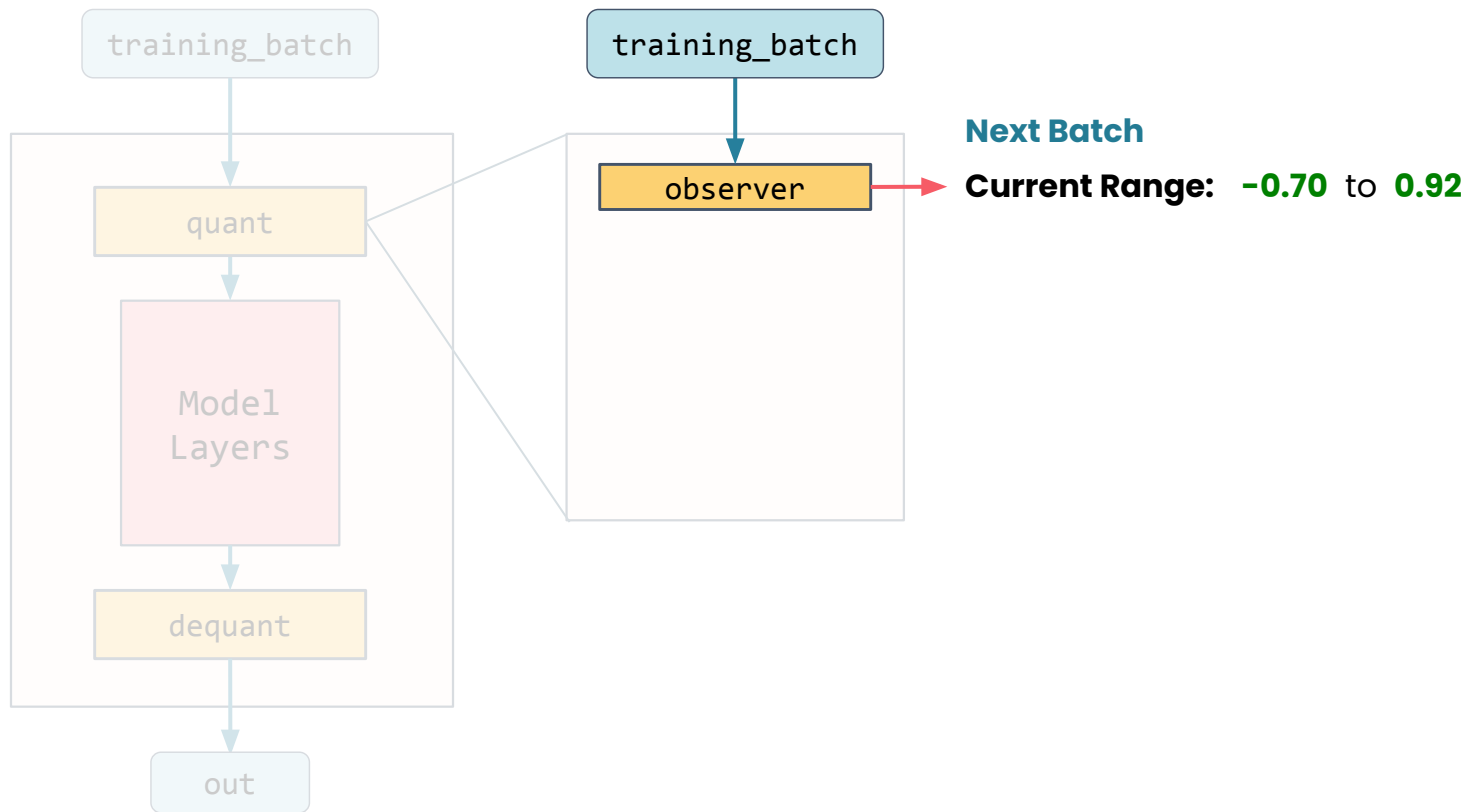 training_batch
quant
Model
Layers
dequant
out
training_batch
observer
Next Batch
Current Range: -0.70 to 0.92